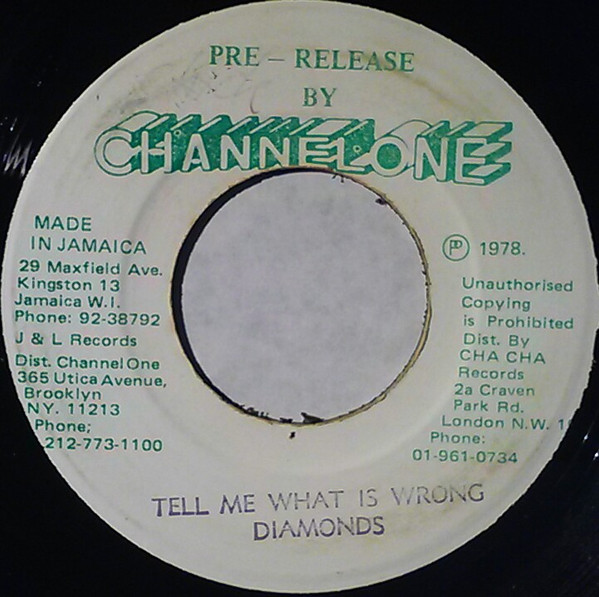 PRE – RELEASE
BY
CHANNEL ONE
MADE
IN JAMAICA
29 Maxfield Ave.
Kingston 13
Jamaica W.I.
Phone: 92-38792
J & L Records
Dist. Channel One
365 Utica Avenue,
Brooklyn
NY. 11213
Phone;
212-773-1100
℗ 1978.
Unauthorised
Copying
is Prohibited
Dist. By
CHA CHA
Records
2a Craven
Park Rd.
London N.W.
Phone:
01-961-0734
TELL ME WHAT IS WRONG
DIAMONDS